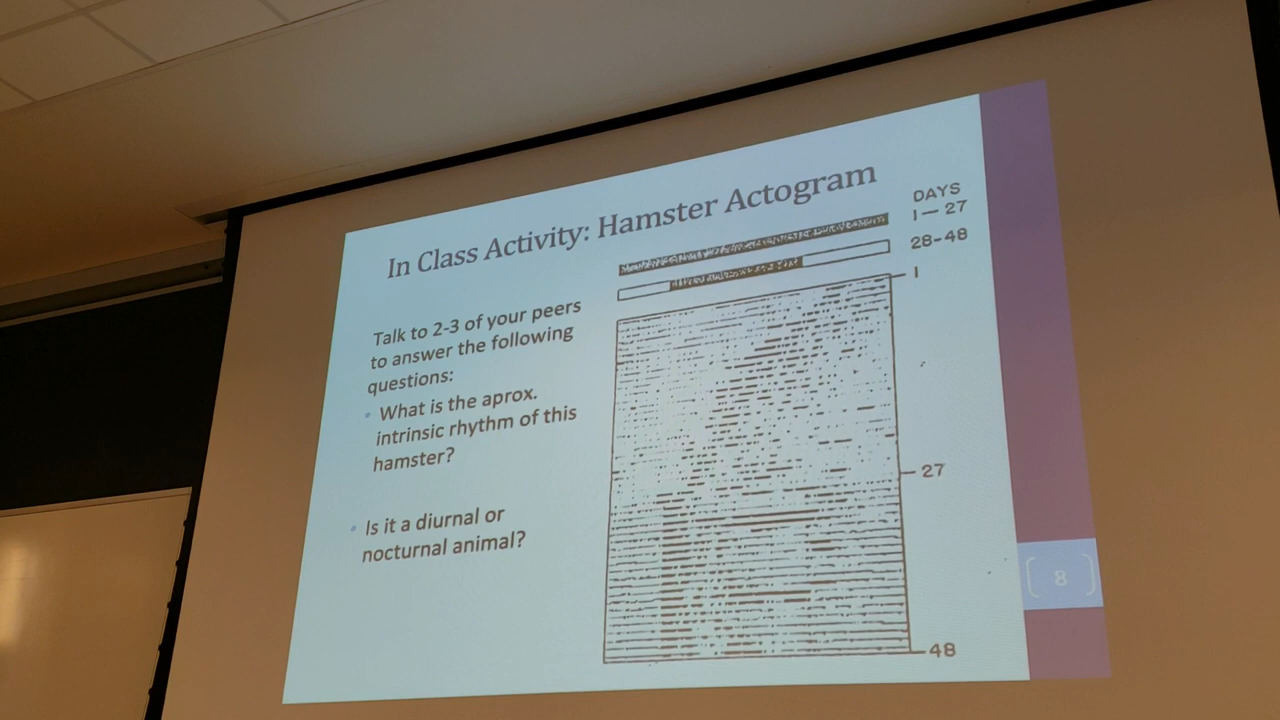 In Class Activity: Hamster Actogram
Talk to 2-3 of your peers
to answer the following
questions:
• What is the aprox.
intrinsic rhythm of this
hamster?
• Is it a diurnal or
nocturnal animal?
DAYS
1—27
28-48
1
27
48
8